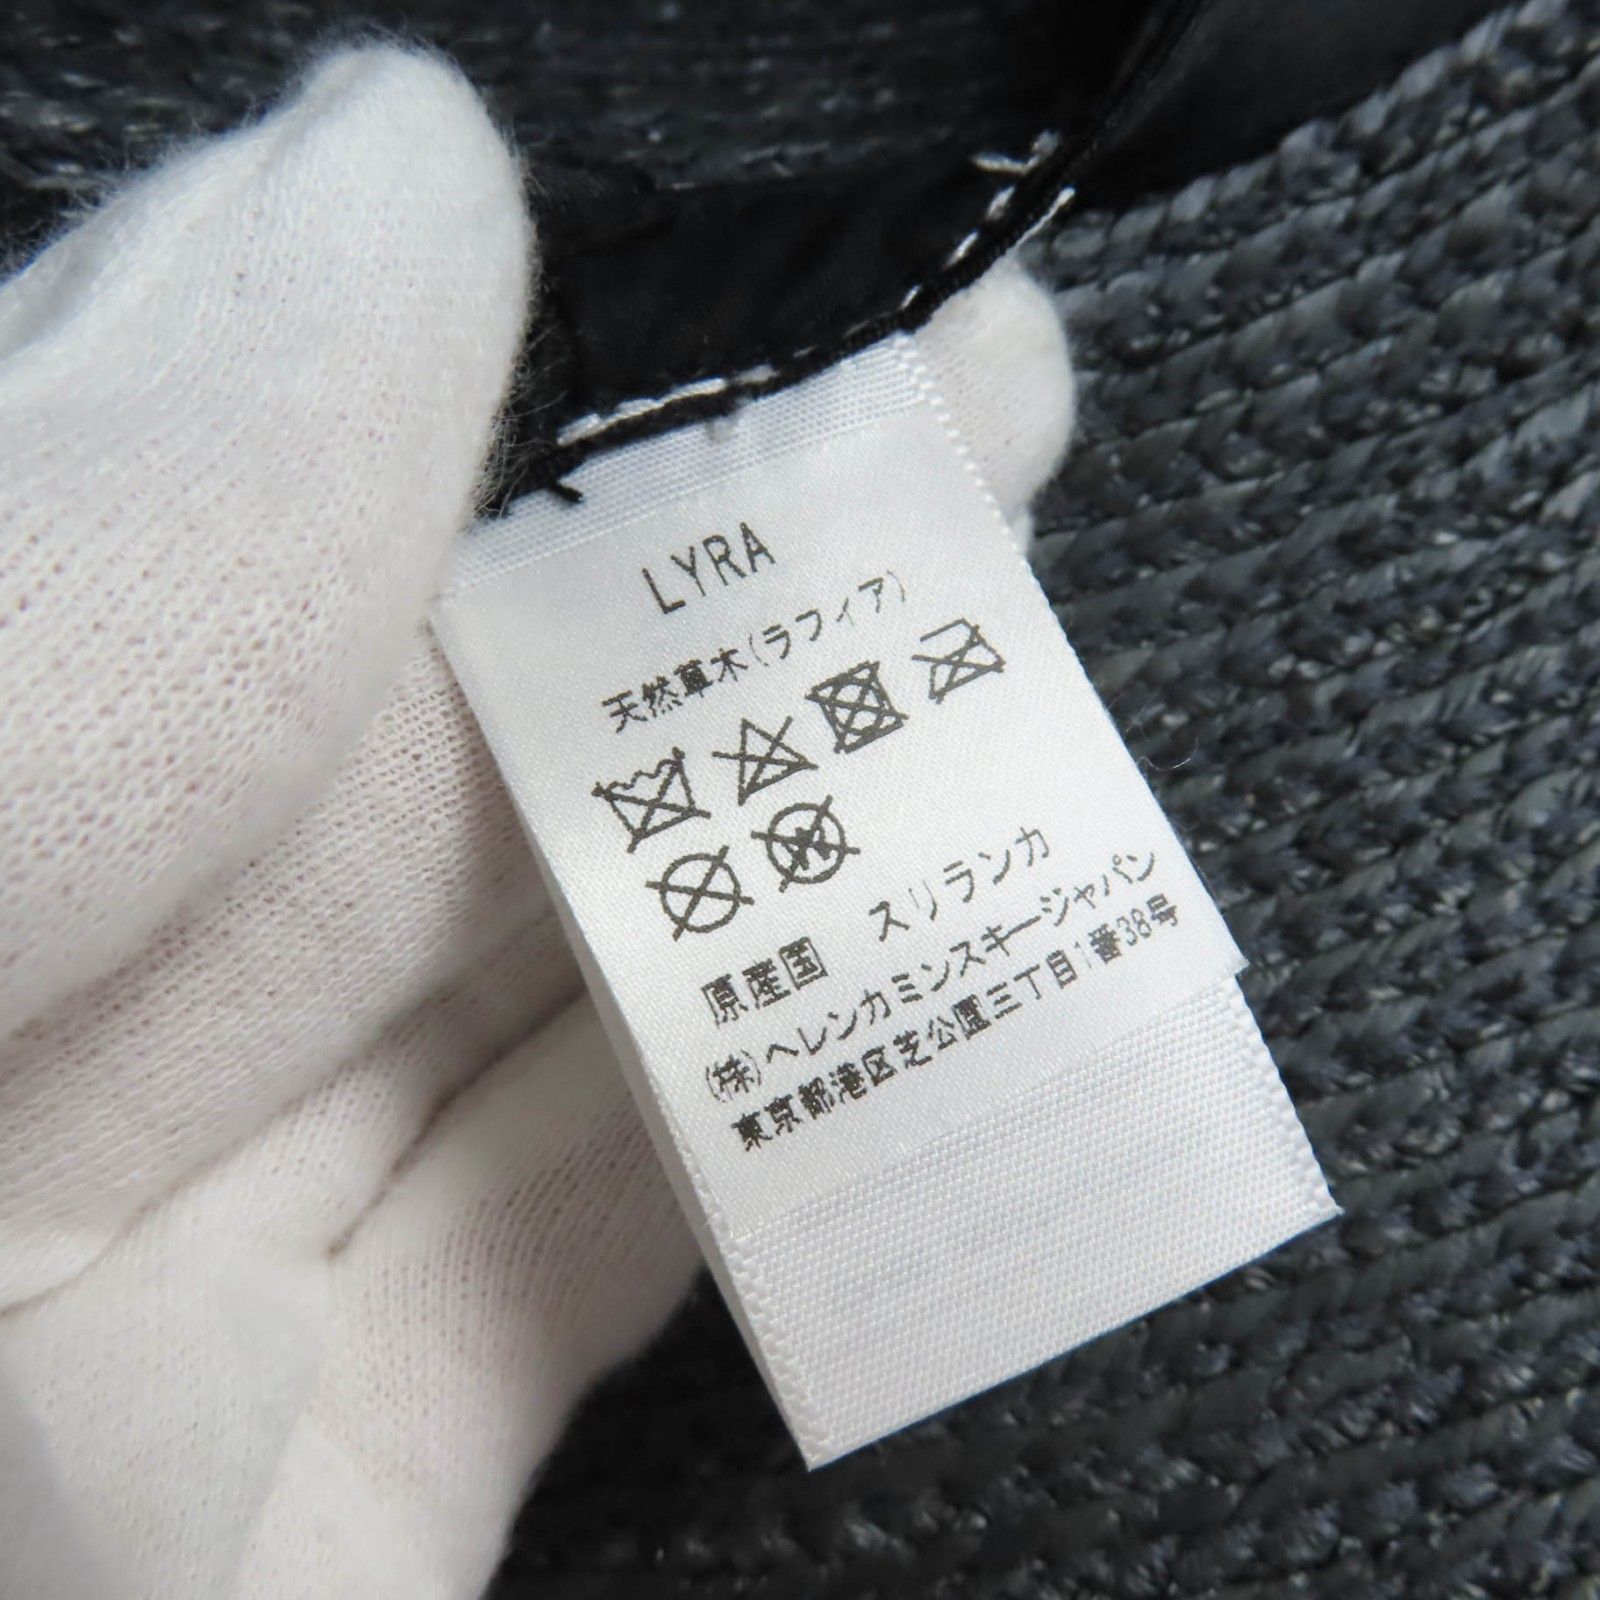 LYRA
天然草木(ラフィア)
原産国 スリランカ
(株)ヘレンカミンスキージャパン
東京都港区芝公園三丁目1番38号